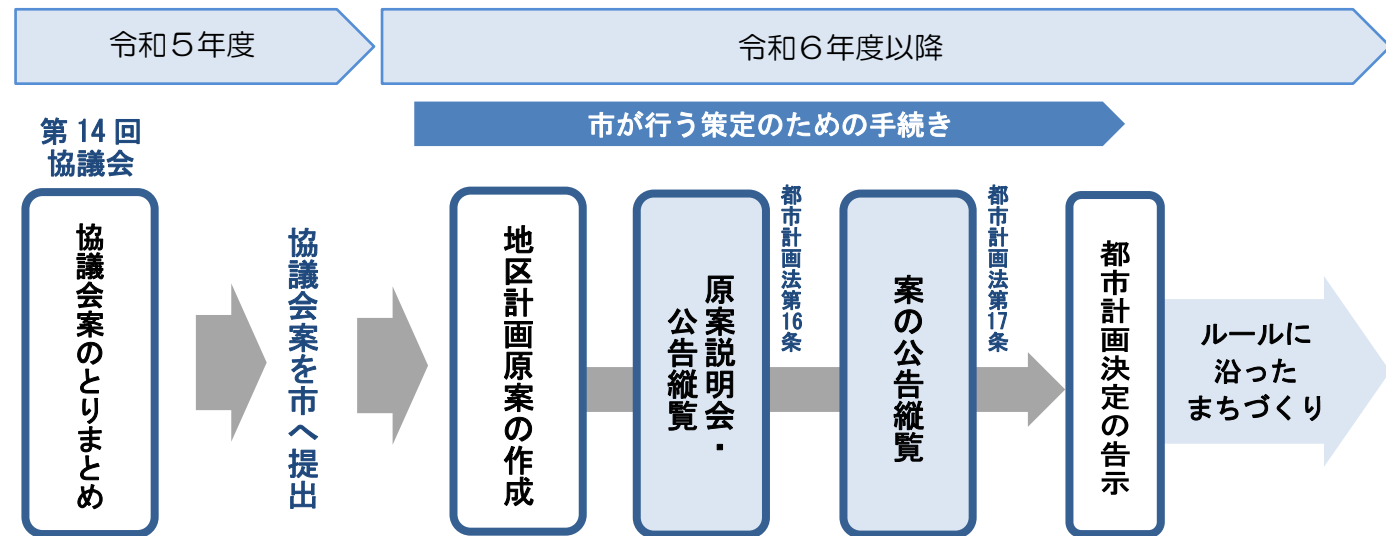 令和５年度
令和６年度以降
市が行う策定のための手続き
第 14 回
協議会
協議会案のとりまとめ
協議会案を市へ提出
地区計画原案の作成
原案説明会・
公告縦覧
都市計画法第16条
案の公告縦覧
都市計画法第17条
都市計画決定の告示
ルールに
沿った
まちづくり